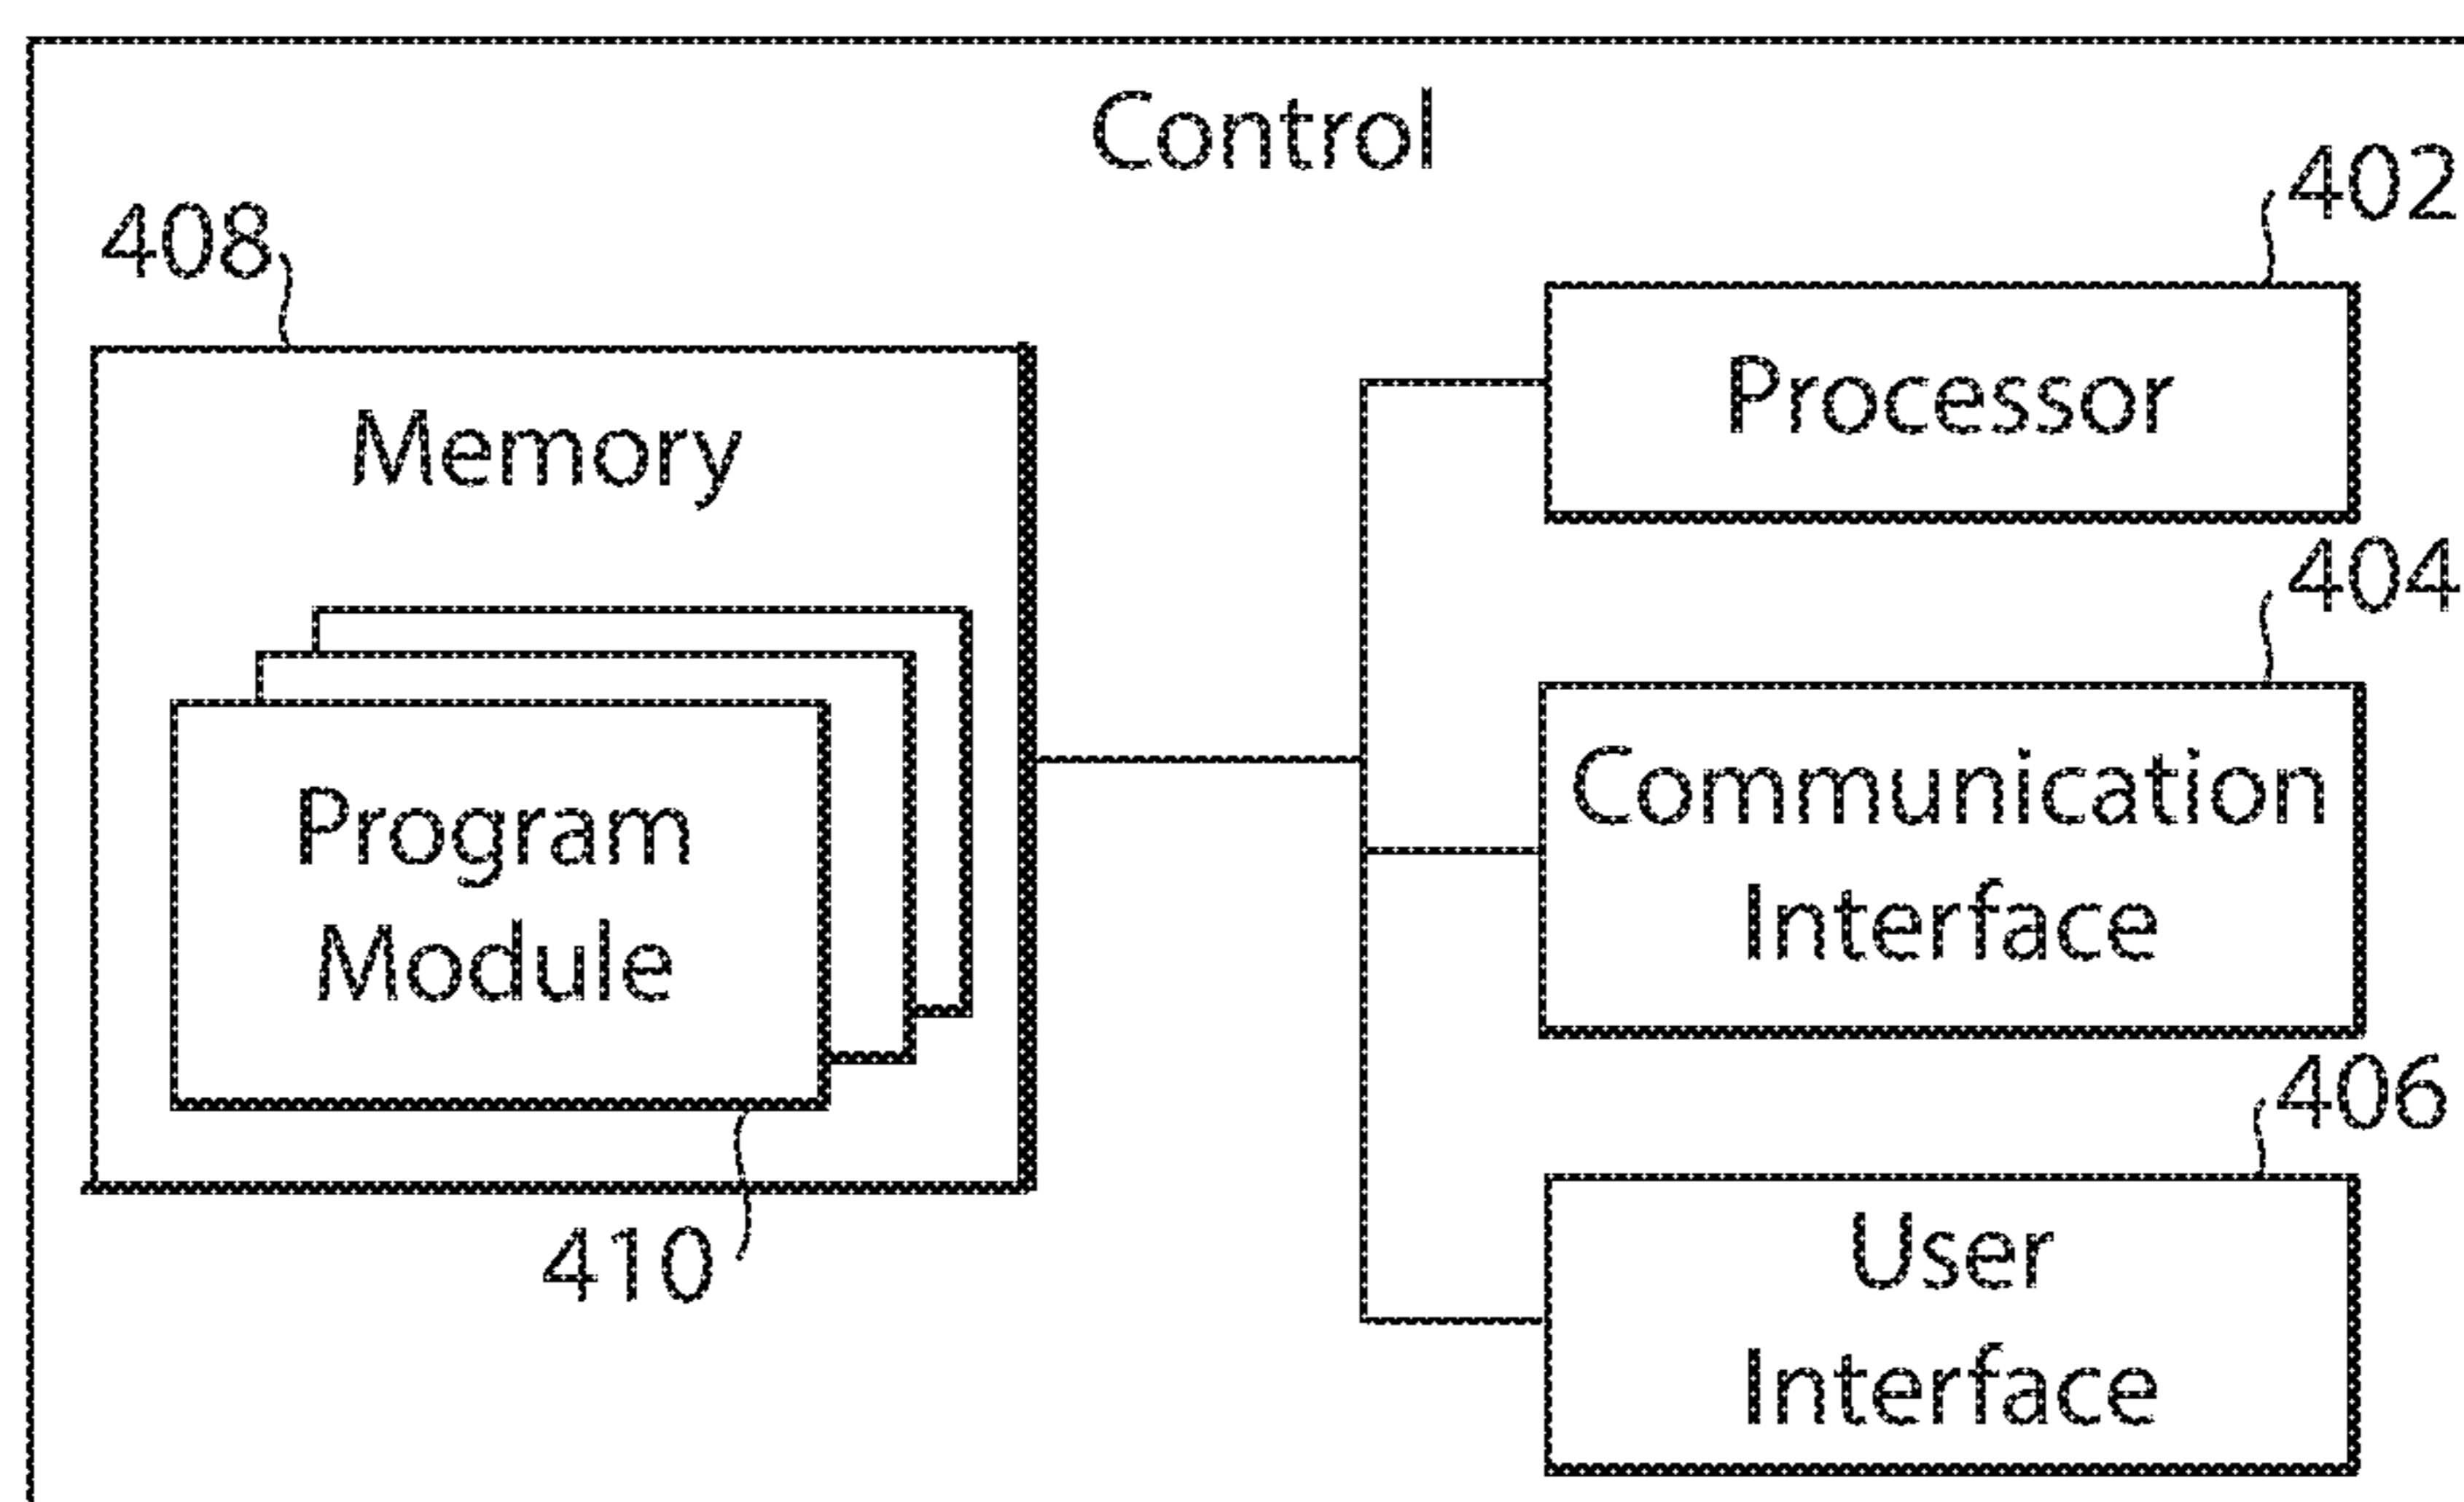 Control
402
408
Processor
Memory
404
Communication
Interface
Program
Module
406
410
User
Interface